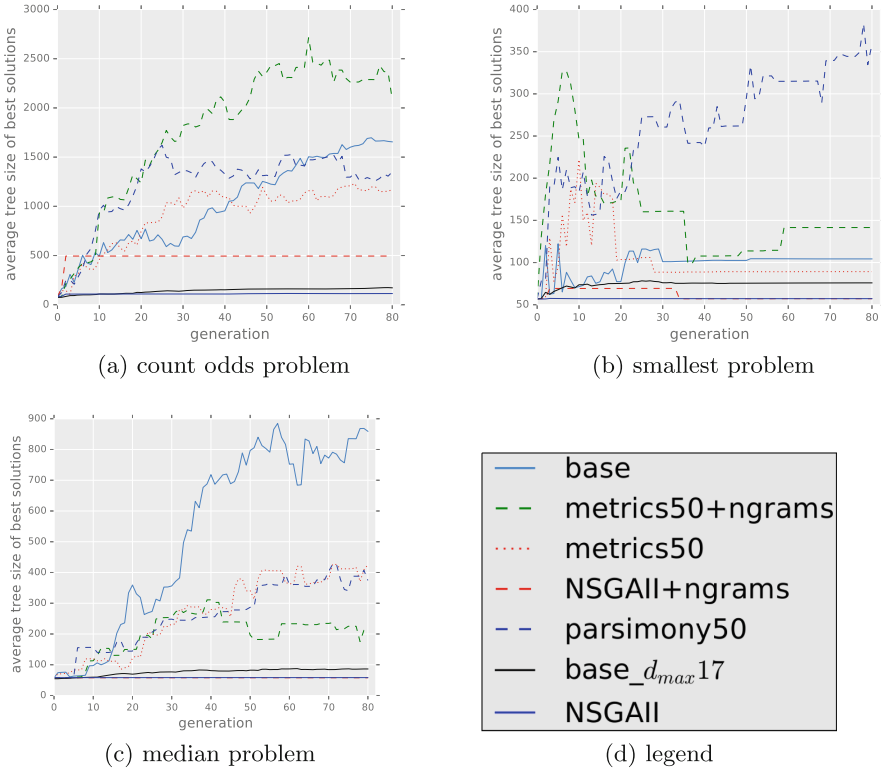 3000
2500
2000
1500
1000
500
0
0 10 20 30 40 50 60 70 80
average tree size of best solutions
generation
(a) count odds problem
400
350
300
250
200
150
100
50
0 10 20 30 40 50 60 70 80
average tree size of best solutions
generation
(b) smallest problem
900
800
700
600
500
400
300
200
100
0
0 10 20 30 40 50 60 70 80
average tree size of best solutions
generation
(c) median problem
base
metrics50+ngrams
metrics50
NSGAII+ngrams
parsimony50
base_d_{max}17
NSGAII
(d) legend